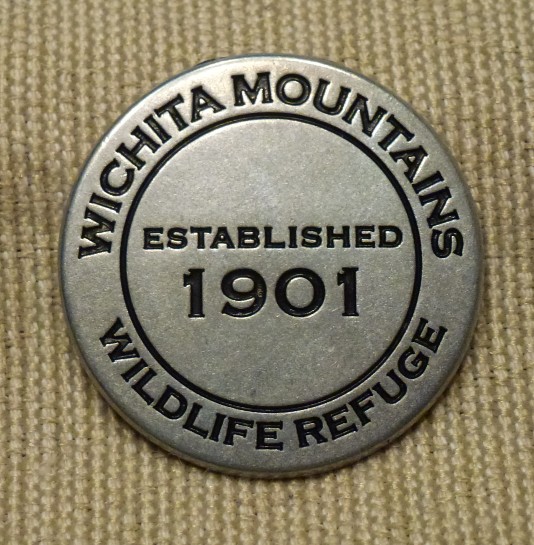 WICHITA MOUNTAINS
ESTABLISHED
1901
WILDLIFE REFUGE